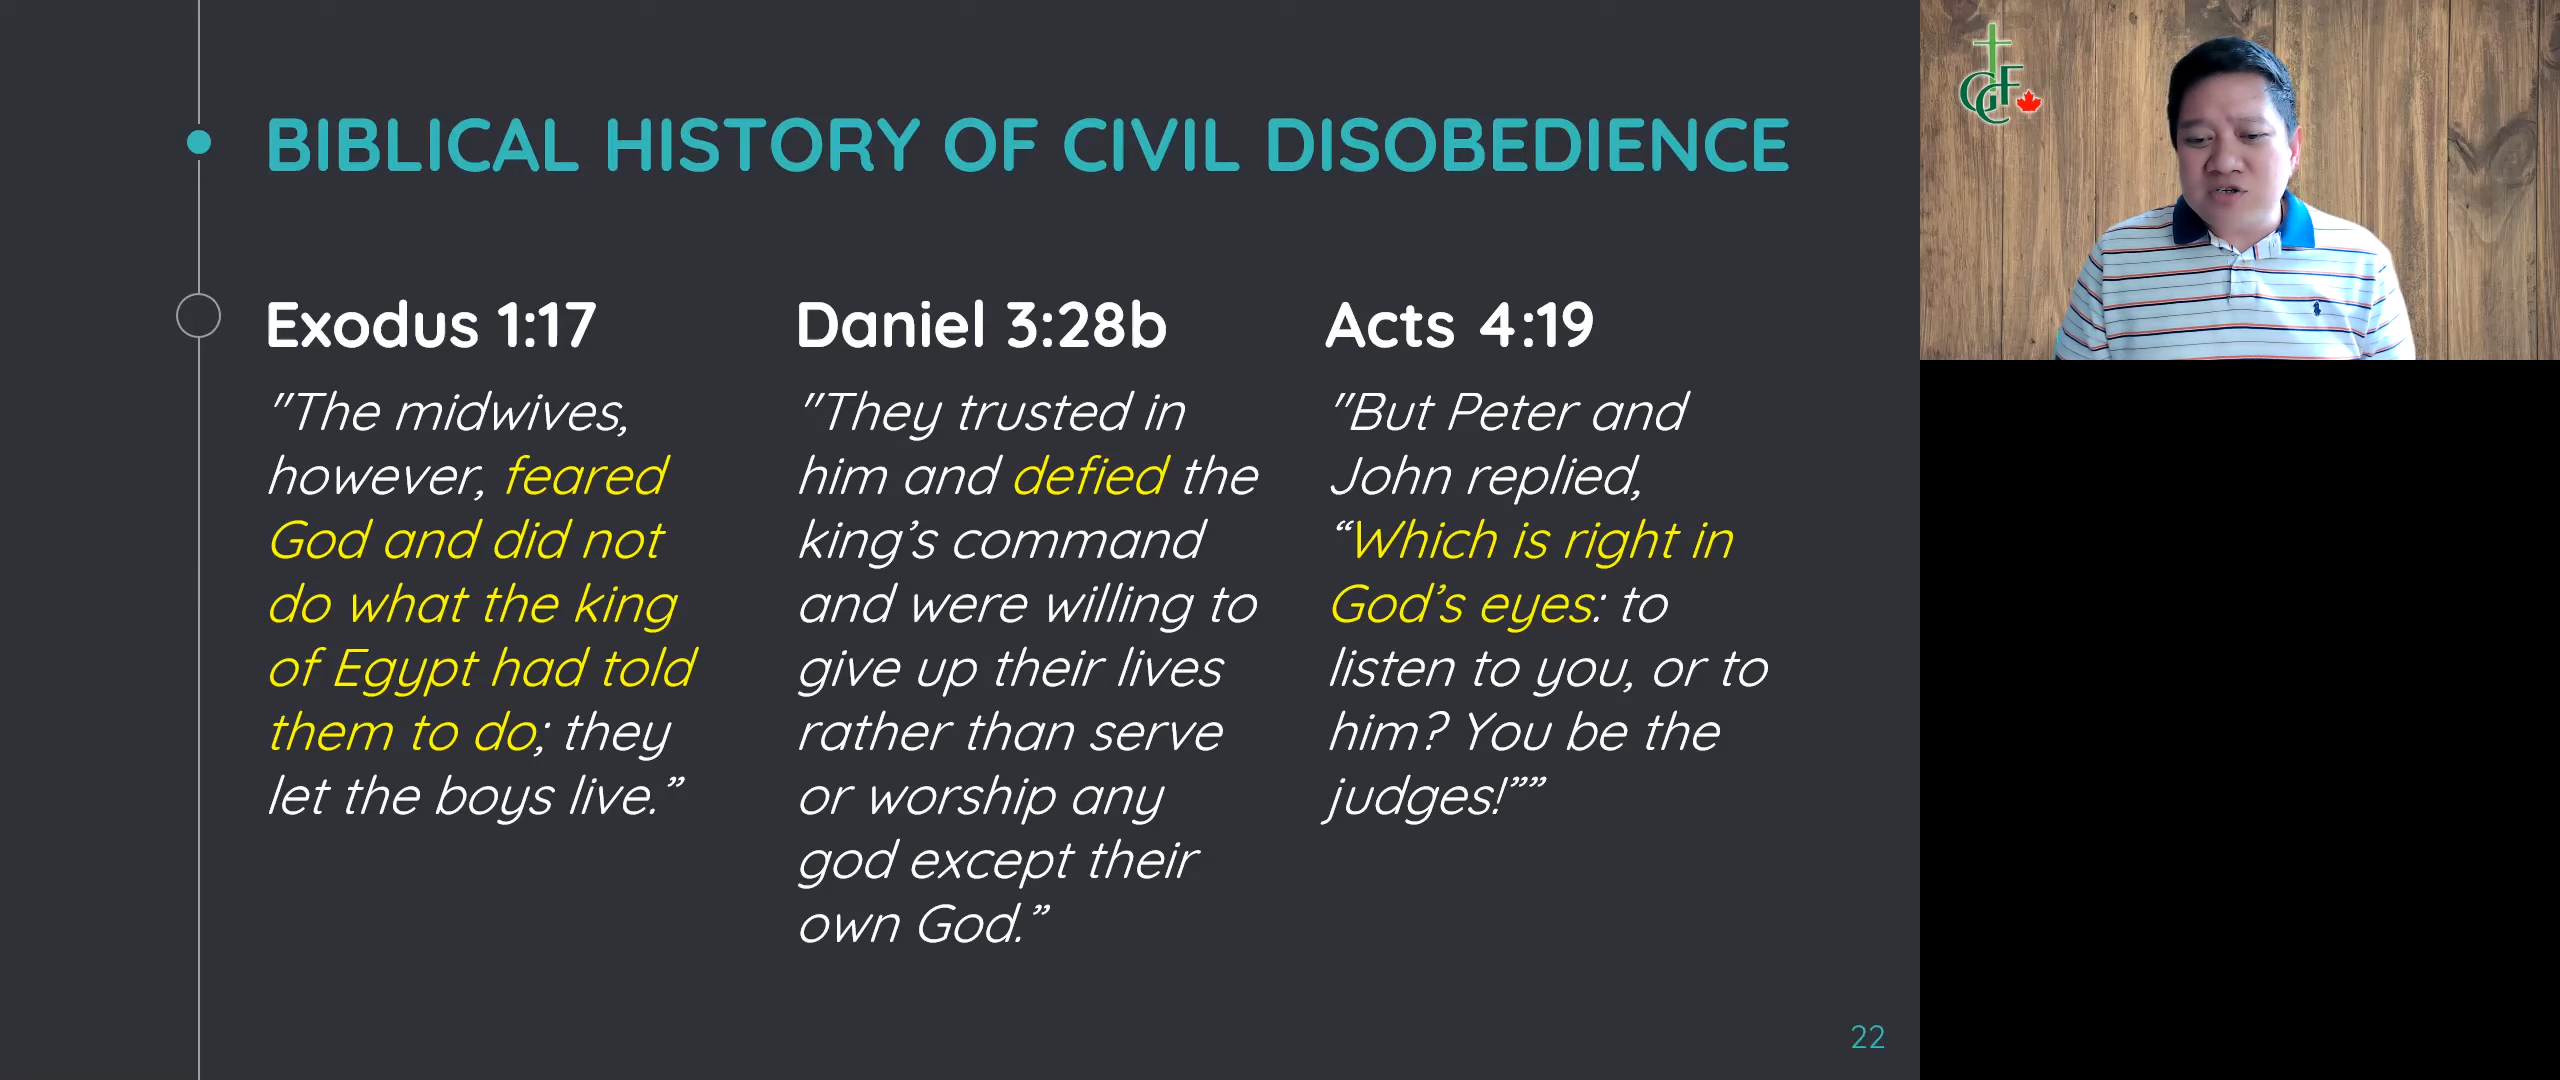 BIBLICAL HISTORY OF CIVIL DISOBEDIENCE
Exodus 1:17
"The midwives,
however, feared
God and did not
do what the king
of Egypt had told
them to do; they
let the boys live.”
Daniel 3:28b
"They trusted in
him and defied the
king’s command
and were willing to
give up their lives
rather than serve
or worship any
god except their
own God.”
Acts 4:19
"But Peter and
John replied,
“Which is right in
God’s eyes: to
listen to you, or to
him? You be the
judges!””
22
GCF